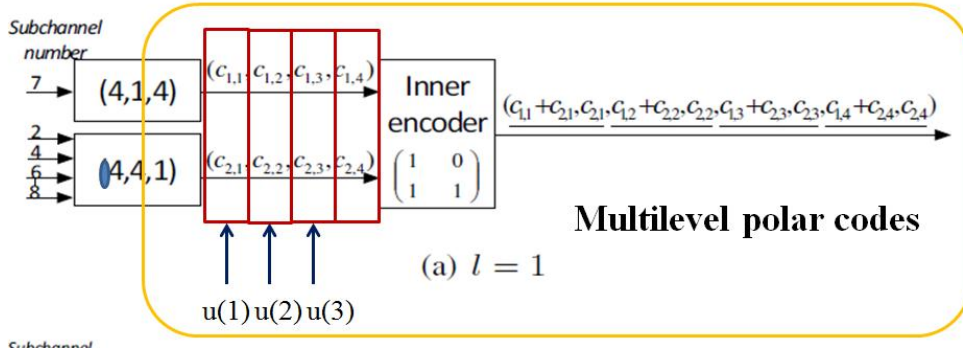 Subchannel
number
7
(4,1,4)
(c1,1, c1,2, c1,3, c1,4)
Inner
encoder
(1 0
1 1)
(c1,1+c2,1,c2,1,c1,2+c2,2,c2,2,c1,3+c2,3,c2,3,c1,4+c2,4,c2,4)
2
4
6
8
4,4,1)
(c2,1, c2,2, c2,3, c2,4)
Multilevel polar codes
(a) l = 1
u(1) u(2) u(3)
Subchannel